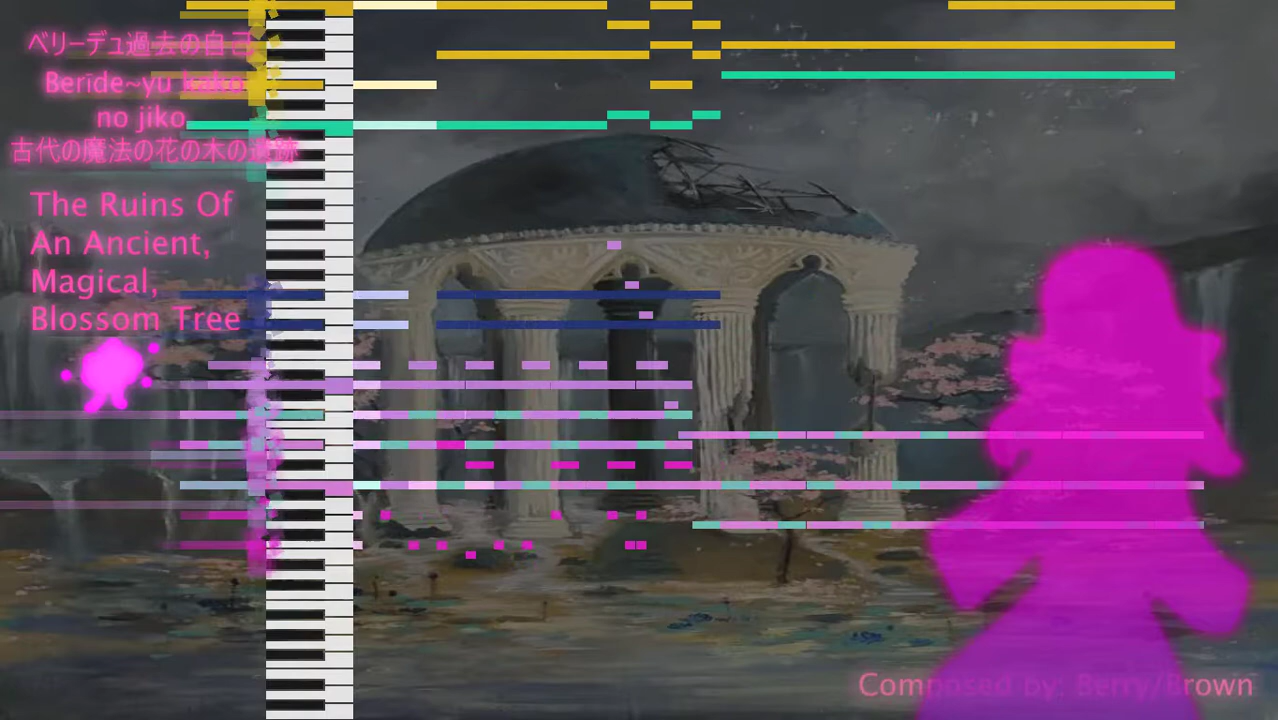 ベリーデュ過去の自己
Berīde~yu kako
no jiko
古代の魔法の花の木の遺跡
The Ruins Of
An Ancient,
Magical,
Blossom Tree
Composed by: Berry/Brown